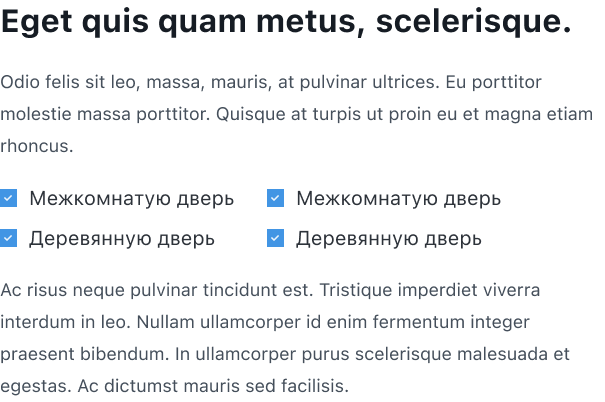 Eget quis quam metus, scelerisque.
Odio felis sit leo, massa, mauris, at pulvinar ultrices. Eu porttitor
molestie massa porttitor. Quisque at turpis ut proin eu et magna etiam
rhoncus.
Межкомнатую дверь Межкомнатую дверь
Деревянную дверь Деревянную дверь
Ac risus neque pulvinar tincidunt est. Tristique imperdiet viverra
interdum in leo. Nullam ullamcorper id enim fermentum integer
praesent bibendum. In ullamcorper purus scelerisque malesuada et
egestas. Ac dictumst mauris sed facilisis.